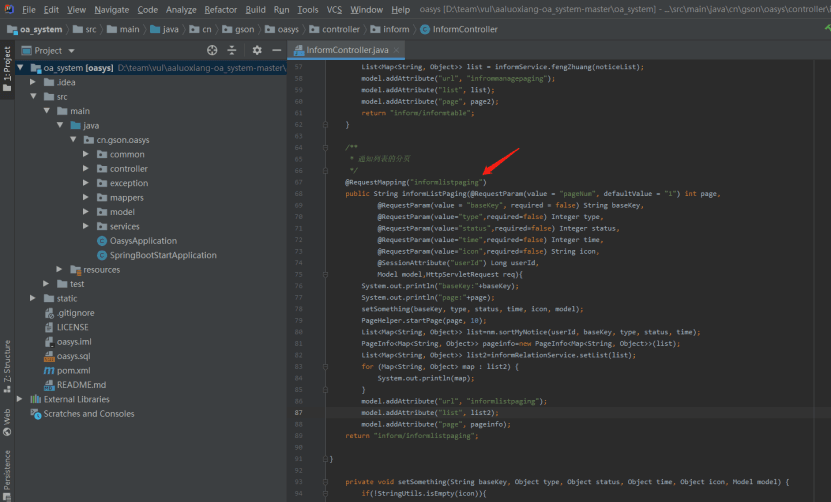 File Edit View Navigate Code Analyze Refactor Build Run Tools VCS Window Help oasys [D:\team\vul\aaluoxiang-oa_system-master\oa_system] - ...\src\main\java\cn\gson\oasys\controller\i
oa_system src main java cn gson oasys controller inform InformController
Project
InformController.java
1: Project
oa_system [oasys] D:\team\vul\aaluoxiang-oa_system-master\
.idea
src
main
java
cn.gson.oasys
common
controller
exception
mappers
model
services
OasysApplication
SpringBootStartApplication
resources
test
static
.gitignore
LICENSE
oasys.iml
oasys.sql
pom.xml
README.md
External Libraries
Scratches and Consoles
Z: Structure
Web
Persistence
57 List<Map<String, Object>> list = informService.fengZhuang(noticeList);
58 model.addAttribute("url", "infrommanagepaging");
59 model.addAttribute("list", list);
60 model.addAttribute("page", page2);
61 return "inform/informtable";
62 }
63
64 /**
65 * 通知列表的分页
66 */
67 @RequestMapping("informlistpaging")
68 public String informListPaging(@RequestParam(value = "pageNum", defaultValue = "1") int page,
69 @RequestParam(value = "baseKey", required = false) String baseKey,
70 @RequestParam(value="type",required=false) Integer type,
71 @RequestParam(value="status",required=false) Integer status,
72 @RequestParam(value="time",required=false) Integer time,
73 @RequestParam(value="icon",required=false) String icon,
74 @SessionAttribute("userId") Long userId,
75 Model model,HttpServletRequest req){
76 System.out.println("baseKey:"+baseKey);
77 System.out.println("page:"+page);
78 setSomething(baseKey, type, status, time, icon, model);
79 PageHelper.startPage(page, 10);
80 List<Map<String, Object>> list=nm.sortMyNotice(userId, baseKey, type, status, time);
81 PageInfo<Map<String, Object>> pageinfo=new PageInfo<Map<String, Object>>(list);
82 List<Map<String, Object>> list2=informRelationService.setList(list);
83 for (Map<String, Object> map : list2) {
84 System.out.println(map);
85 }
86 model.addAttribute("url", "informlistpaging");
87 model.addAttribute("list", list2);
88 model.addAttribute("page", pageinfo);
89 return "inform/informlistpaging";
90
91 }
92
93 private void setSomething(String baseKey, Object type, Object status, Object time, Object icon, Model model) {
94 if(!StringUtils.isEmpty(icon)){